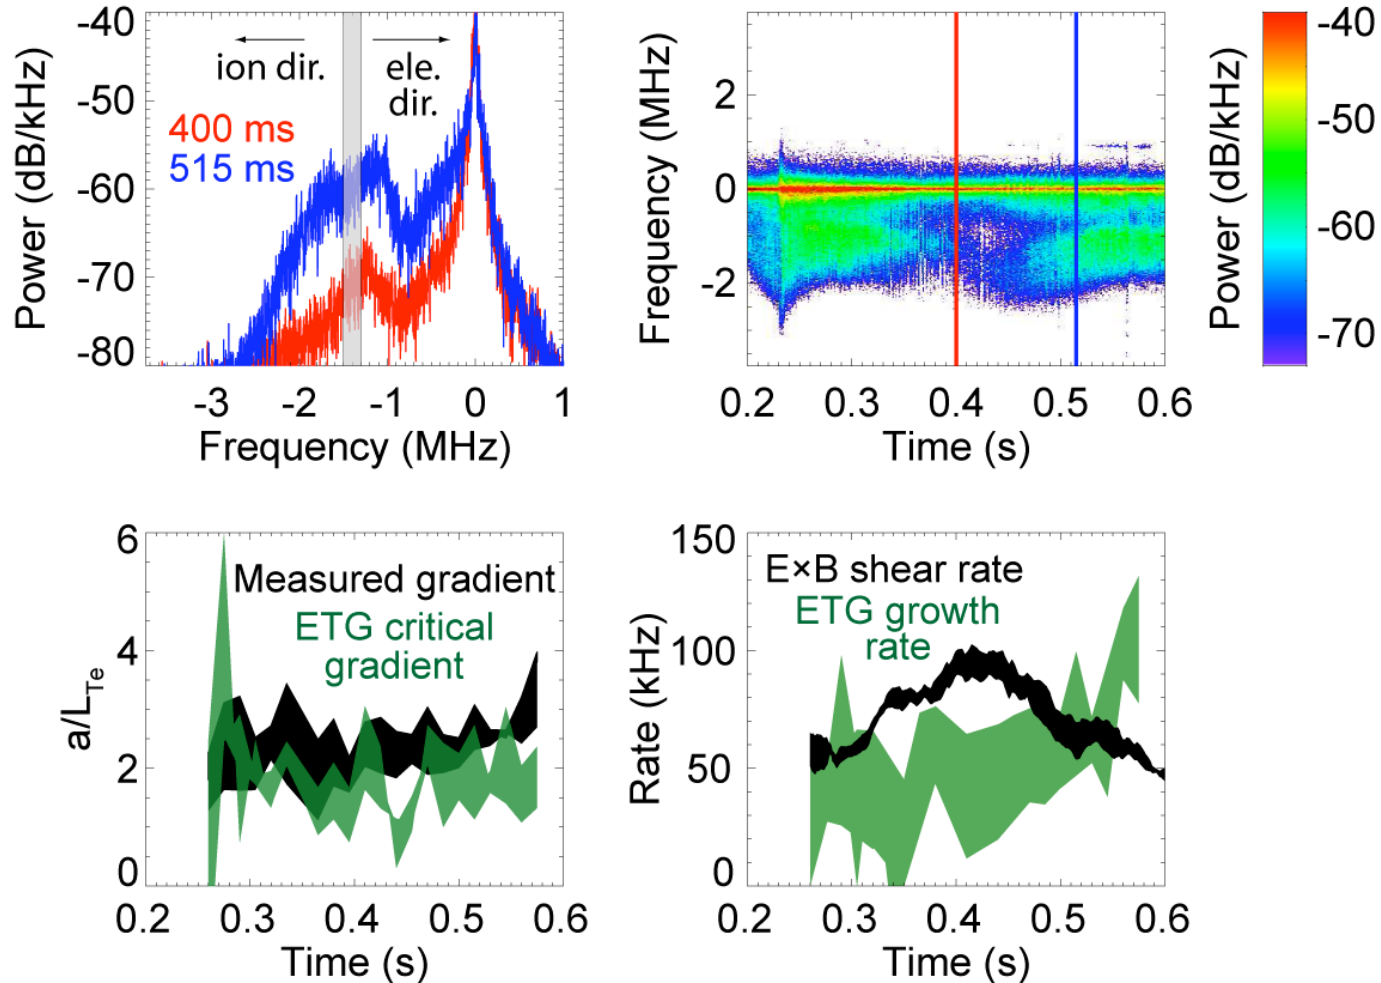 -40
-50
-60
-70
-80
Power (dB/kHz)
ion dir.
ele.
dir.
400 ms
515 ms
-3
-2
-1
0
1
Frequency (MHz)
2
0
-2
Frequency (MHz)
0.2
0.3
0.4
0.5
0.6
Time (s)
Power (dB/kHz)
-40
-50
-60
-70
6
4
2
0
a/LTe
Measured gradient
ETG critical
gradient
0.2
0.3
0.4
0.5
0.6
Time (s)
150
100
50
0
Rate (kHz)
E×B shear rate
ETG growth
rate
0.2
0.3
0.4
0.5
0.6
Time (s)